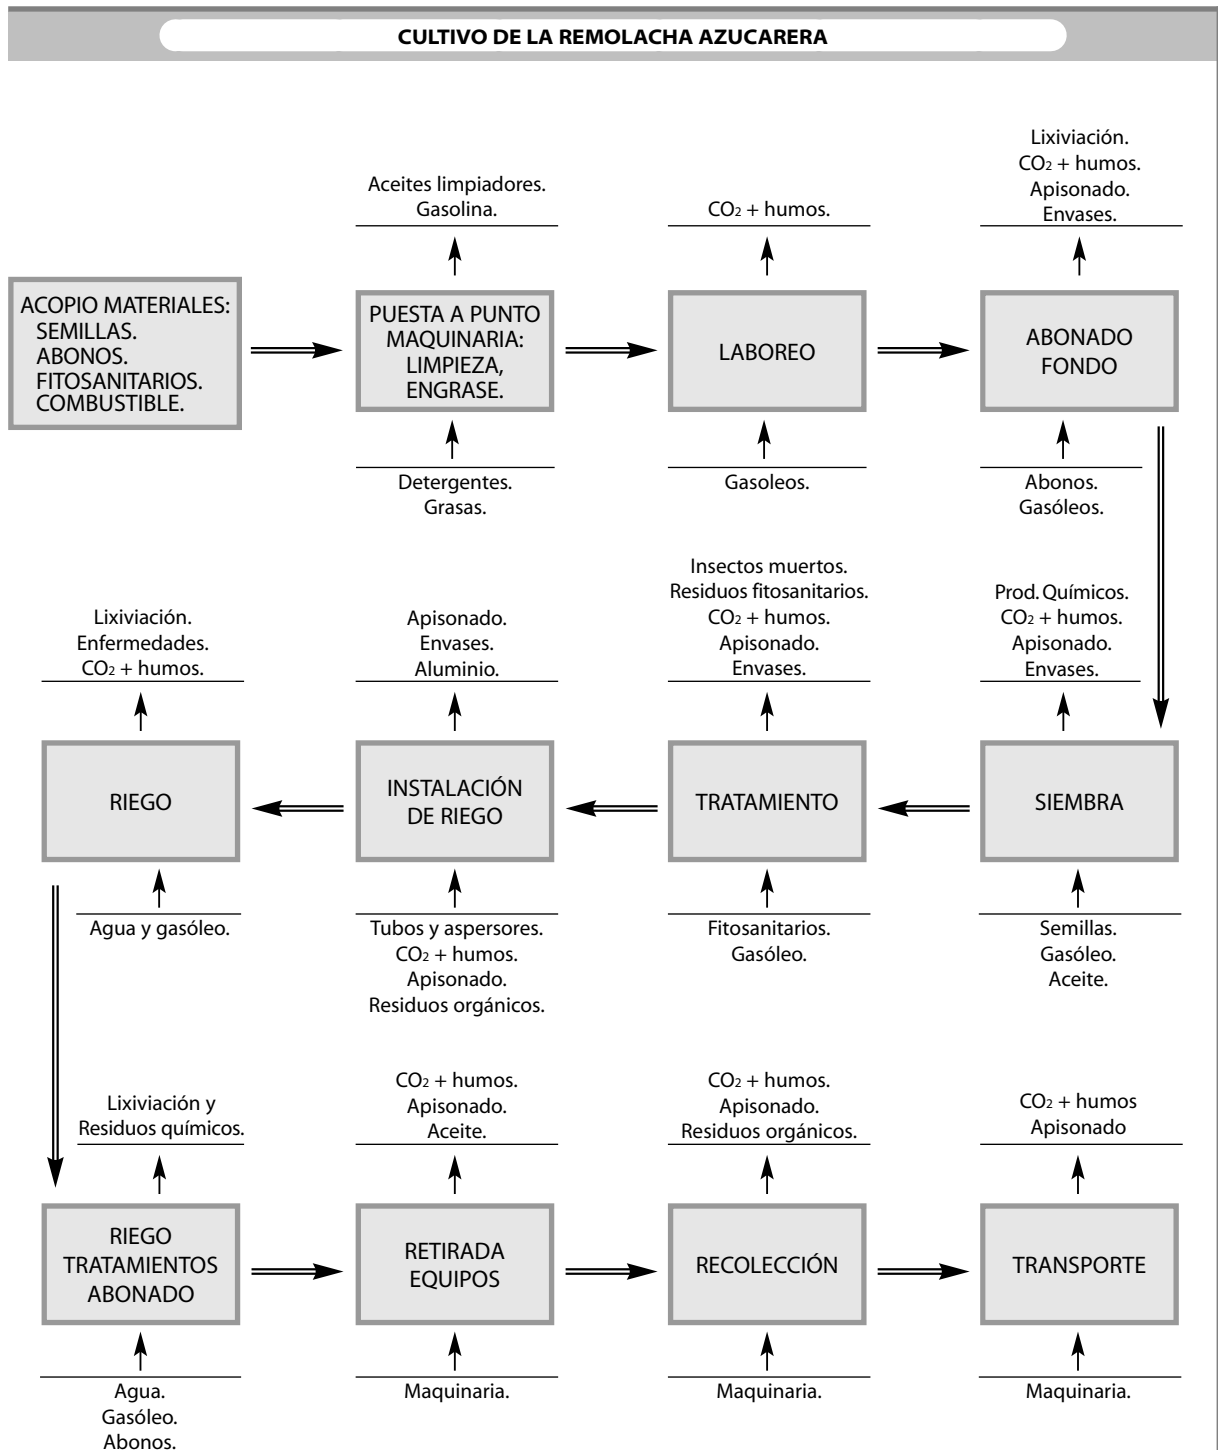 CULTIVO DE LA REMOLACHA AZUCARERA
ACOPIO MATERIALES:
SEMILLAS.
ABONOS.
FITOSANITARIOS.
COMBUSTIBLE.
Aceites limpiadores.
Gasolina.
PUESTA A PUNTO
MAQUINARIA:
LIMPIEZA,
ENGRASE.
Detergentes.
Grasas.
CO₂ + humos.
LABOREO
Gasoleos.
Lixiviación.
CO₂ + humos.
Apisonado.
Envases.
ABONADO
FONDO
Abonos.
Gasóleos.
Prod. Químicos.
CO₂ + humos.
Apisonado.
Envases.
SIEMBRA
Semillas.
Gasóleo.
Aceite.
Insectos muertos.
Residuos fitosanitarios.
CO₂ + humos.
Apisonado.
Envases.
TRATAMIENTO
Fitosanitarios.
Gasóleo.
Apisonado.
Envases.
Aluminio.
INSTALACIÓN
DE RIEGO
Tubos y aspersores.
CO₂ + humos.
Apisonado.
Residuos orgánicos.
Lixiviación.
Enfermedades.
CO₂ + humos.
RIEGO
Agua y gasóleo.
Lixiviación y
Residuos químicos.
RIEGO
TRATAMIENTOS
ABONADO
Agua.
Gasóleo.
Abonos.
CO₂ + humos.
Apisonado.
Aceite.
RETIRADA
EQUIPOS
Maquinaria.
CO₂ + humos.
Apisonado.
Residuos orgánicos.
RECOLECCIÓN
Maquinaria.
CO₂ + humos
Apisonado
TRANSPORTE
Maquinaria.